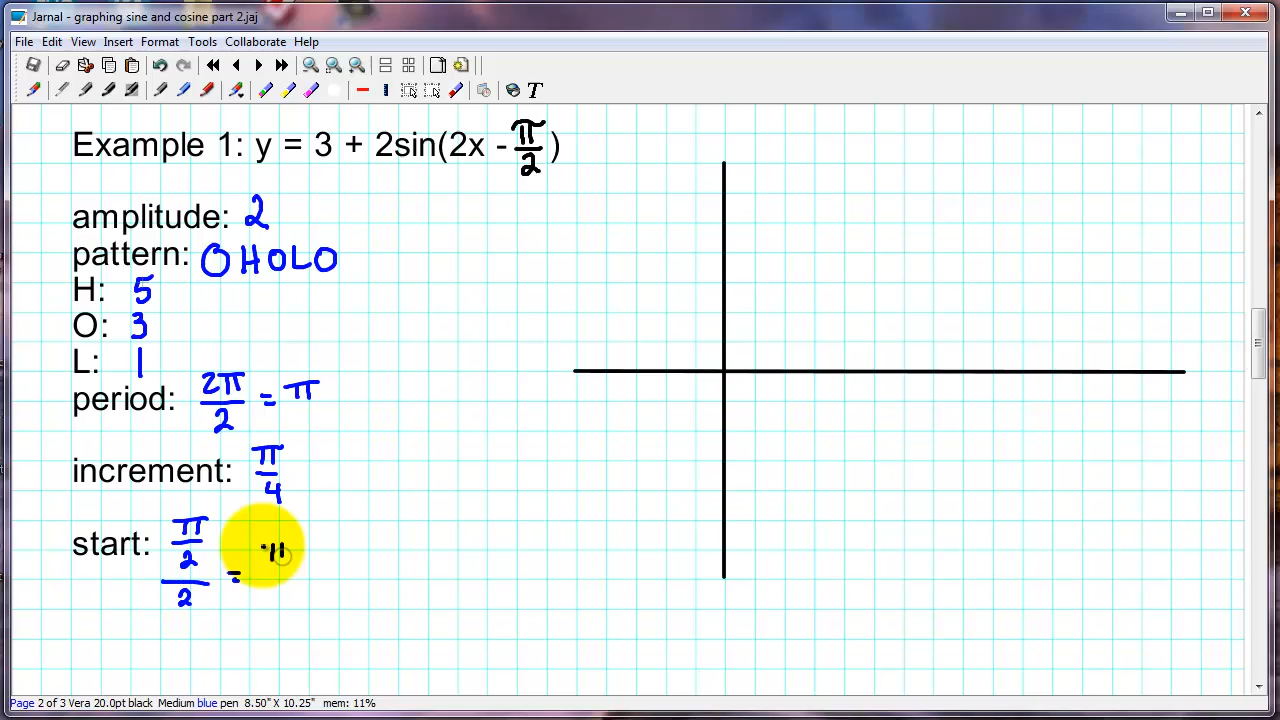 Jarnal - graphing sine and cosine part 2.jaj
File Edit View Insert Format Tools Collaborate Help
T
Example 1: y = 3 + 2sin(2x - π/2)
amplitude: 2
pattern: OHOLO
H: 5
O: 3
L: 1
period: 2π/2 = π
increment: π/4
start: (π/2)/2 =
Page 2 of 3 Vera 20.0pt black Medium blue pen 8.50" X 10.25" mem: 11%